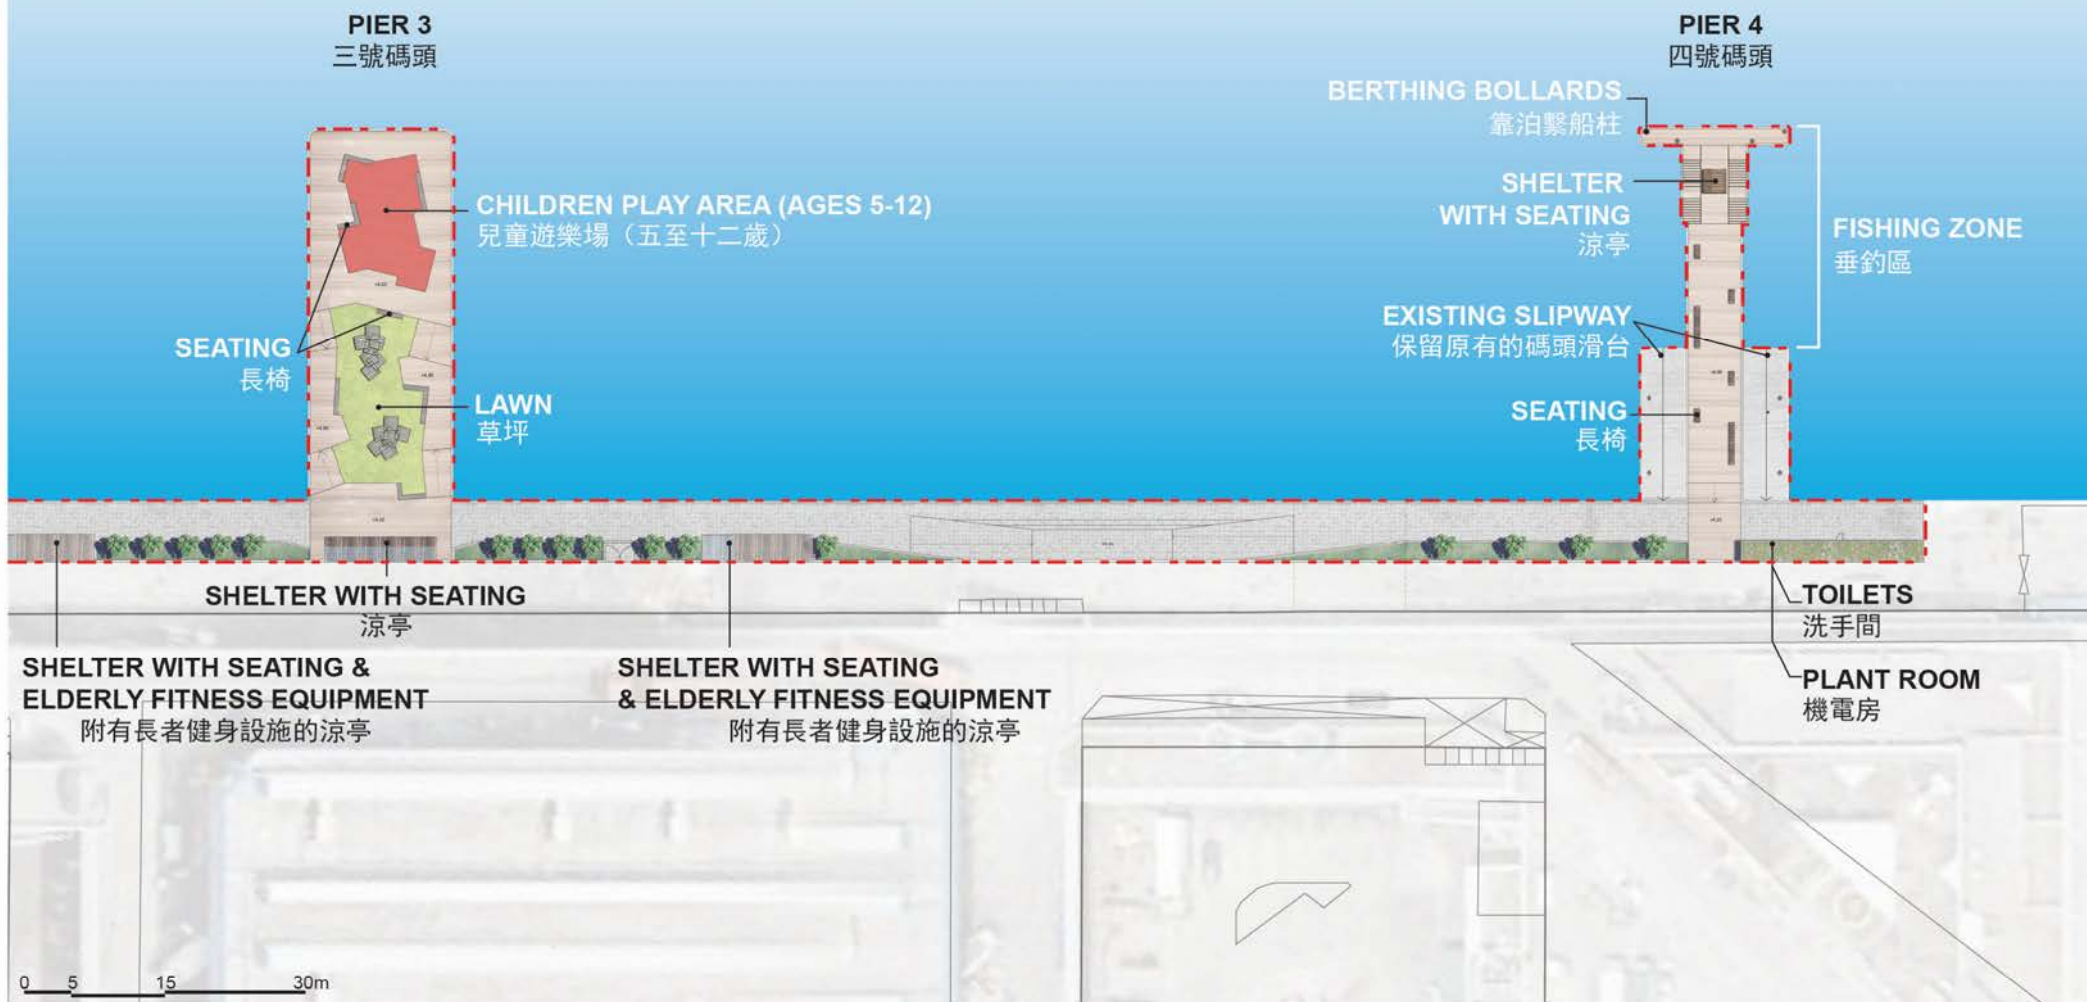 PIER 3
三號碼頭
PIER 4
四號碼頭
BERTHING BOLLARDS
靠泊繫船柱
CHILDREN PLAY AREA (AGES 5-12)
兒童遊樂場（五至十二歲）
SHELTER
WITH SEATING
涼亭
FISHING ZONE
垂釣區
SEATING
長椅
EXISTING SLIPWAY
保留原有的碼頭滑台
LAWN
草坪
SEATING
長椅
SHELTER WITH SEATING
涼亭
TOILETS
洗手間
SHELTER WITH SEATING &
ELDERLY FITNESS EQUIPMENT
附有長者健身設施的涼亭
SHELTER WITH SEATING
& ELDERLY FITNESS EQUIPMENT
附有長者健身設施的涼亭
PLANT ROOM
機電房
0 5 15 30m